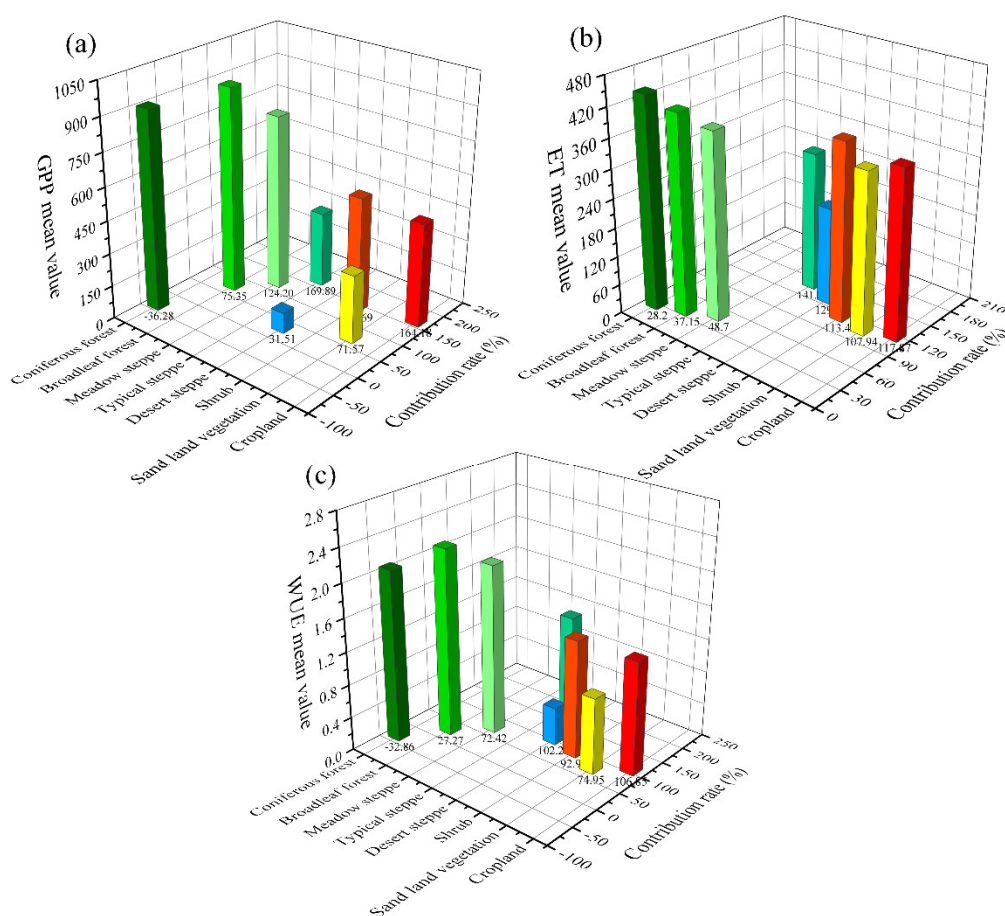 (a)
1050
900
750
600
450
300
150
0
GPP mean value
Coniferous forest
Broadleaf forest
Meadow steppe
Typical steppe
Desert steppe
Shrub
Sand land vegetation
Cropland
-100
-50
0
50
100
150
200
250
Contribution rate (%)
-36.28
75.35
124.20
169.89
31.51
71.57
(b)
480
420
360
300
240
180
120
60
0
ET mean value
Coniferous forest
Broadleaf forest
Meadow steppe
Typical steppe
Desert steppe
Shrub
Sand land vegetation
Cropland
0
30
60
90
120
150
180
210
Contribution rate (%)
28.2
37.15
48.7
113.4
107.94
(c)
2.8
2.4
2.0
1.6
1.2
0.8
0.4
0.0
WUE mean value
Coniferous forest
Broadleaf forest
Meadow steppe
Typical steppe
Desert steppe
Shrub
Sand land vegetation
Cropland
-100
-50
0
50
100
150
200
250
Contribution rate (%)
-32.86
27.27
72.42
102.2
92.9
74.95